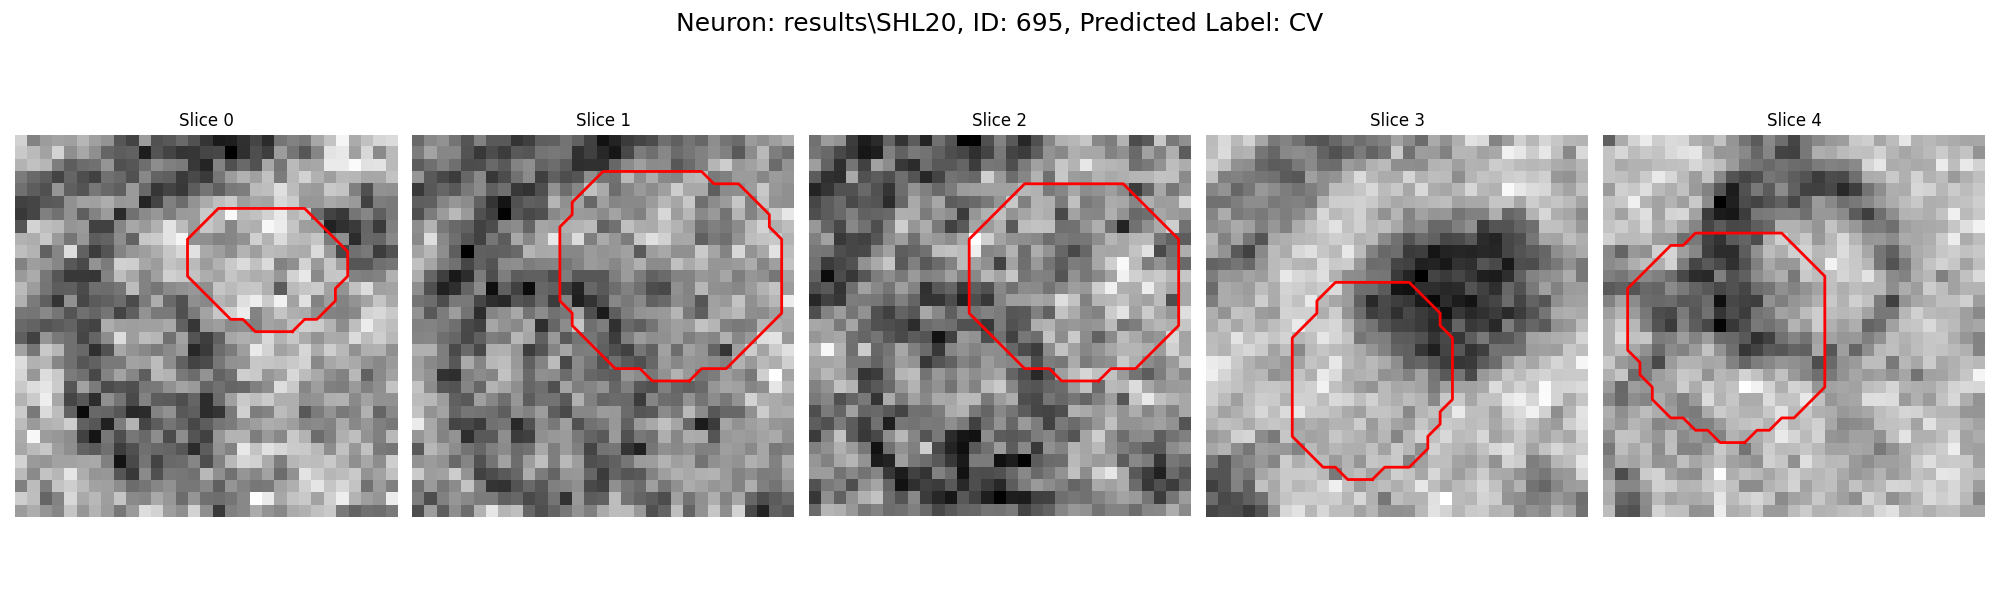 Neuron: results\SHL20, ID: 695, Predicted Label: CV
Slice 0
Slice 1
Slice 2
Slice 3
Slice 4